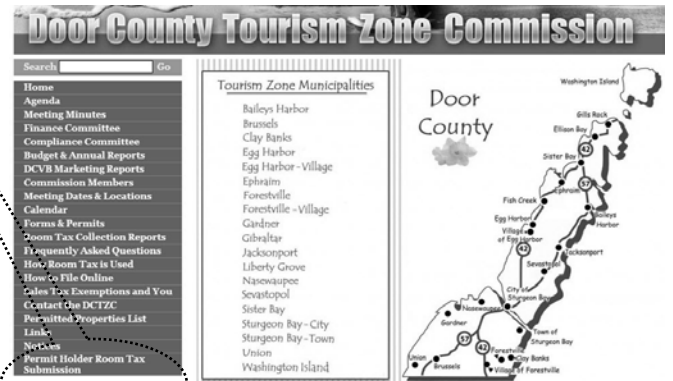 Door County Tourism Zone Commission
Search Go
Home
Agenda
Meeting Minutes
Finance Committee
Compliance Committee
Budget & Annual Reports
DCVB Marketing Reports
Commission Members
Meeting Dates & Locations
Calendar
Forms & Permits
Room Tax Collection Reports
Frequently Asked Questions
How Room Tax is Used
How to File Online
Sales Tax Exemptions and You
Contact the DCTZC
Permitted Properties List
Links
Notices
Permit Holder Room Tax
Submission
Tourism Zone Municipalities
Baileys Harbor
Brussels
Clay Banks
Egg Harbor
Egg Harbor - Village
Ephraim
Forestville
Forestville - Village
Gardner
Gibraltar
Jacksonport
Liberty Grove
Nasewaupee
Sevastopol
Sister Bay
Sturgeon Bay - City
Sturgeon Bay - Town
Union
Washington Island
Door
County
Washington Island
Gills Rock
Ellison Bay
42
Sister Bay
57
Ephraim
Fish Creek
Baileys
Harbor
Egg Harbor
Village
of Egg Harbor
42
Jacksonport
Sevastopol
City of
Sturgeon Bay
Nasewaupee
Gardner
Town of
Sturgeon Bay
57
42
Forestville
Union
Clay Banks
Brussels
Village of Forestville